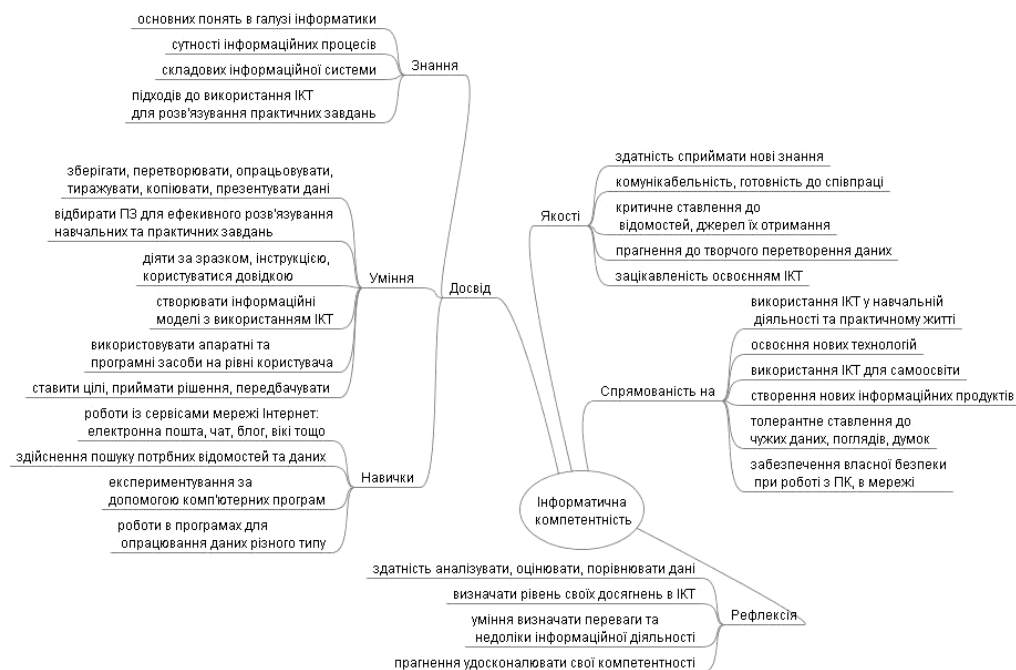 основних понять в галузі інформатики
сутності інформаційних процесів
складових інформаційної системи
підходів до використання ІКТ
для розв'язування практичних завдань
Знання
зберігати, перетворювати, опрацьовувати,
тиражувати, копіювати, презентувати дані
відбирати ПЗ для ефекивного розв'язування
навчальних та практичних завдань
діяти за зразком, інструкцією,
користуватися довідкою
створювати інформаційні
моделі з використанням ІКТ
використовувати апаратні та
програмні засоби на рівні користувача
ставити цілі, приймати рішення, передбачувати
Уміння
Досвід
роботи із сервісами мережі Інтернет:
електронна пошта, чат, блог, вікі тощо
здійснення пошуку потрбних відомостей та даних
експериментування за
допомогою комп'ютерних програм
роботи в програмах для
опрацювання даних різного типу
Навички
Якості
здатність сприймати нові знання
комунікабельність, готовність до співпраці
критичне ставлення до
відомостей, джерел їх отримання
прагнення до творчого перетворення даних
зацікавленість освоєнням ІКТ
Спрямованість на
використання ІКТ у навчальній
діяльності та практичному житті
освоєння нових технологій
використання ІКТ для самоосвіти
створення нових інформаційних продуктів
толерантне ставлення до
чужих даних, поглядів, думок
забезпечення власної безпеки
при роботі з ПК, в мережі
Інформатична
компетентність
здатність аналізувати, оцінювати, порівнювати дані
визначати рівень своїх досягнень в ІКТ
уміння визначати переваги та
недоліки інформаційної діяльності
прагнення удосконалювати свої компетентності
Рефлексія